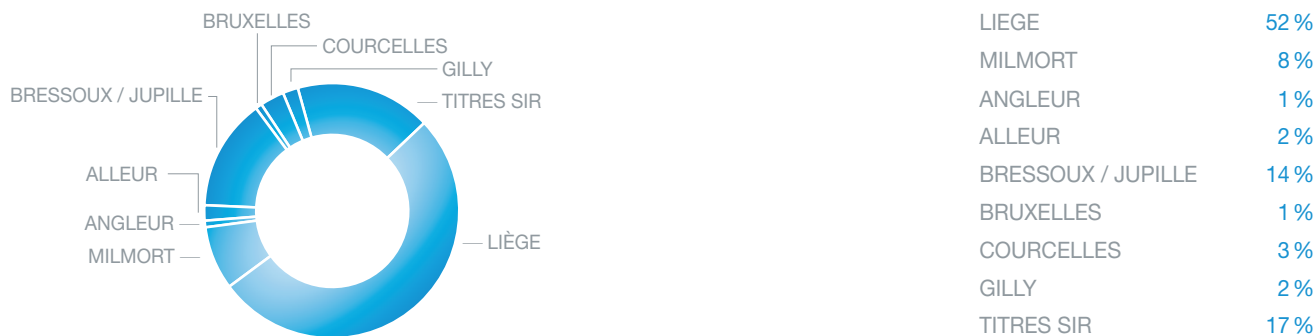 BRUXELLES
COURCELLES
GILLY
BRESSOUX / JUPILLE
TITRES SIR
ALLEUR
ANGLEUR
LIÈGE
MILMORT
LIEGE 52 %
MILMORT 8 %
ANGLEUR 1 %
ALLEUR 2 %
BRESSOUX / JUPILLE 14 %
BRUXELLES 1 %
COURCELLES 3 %
GILLY 2 %
TITRES SIR 17 %